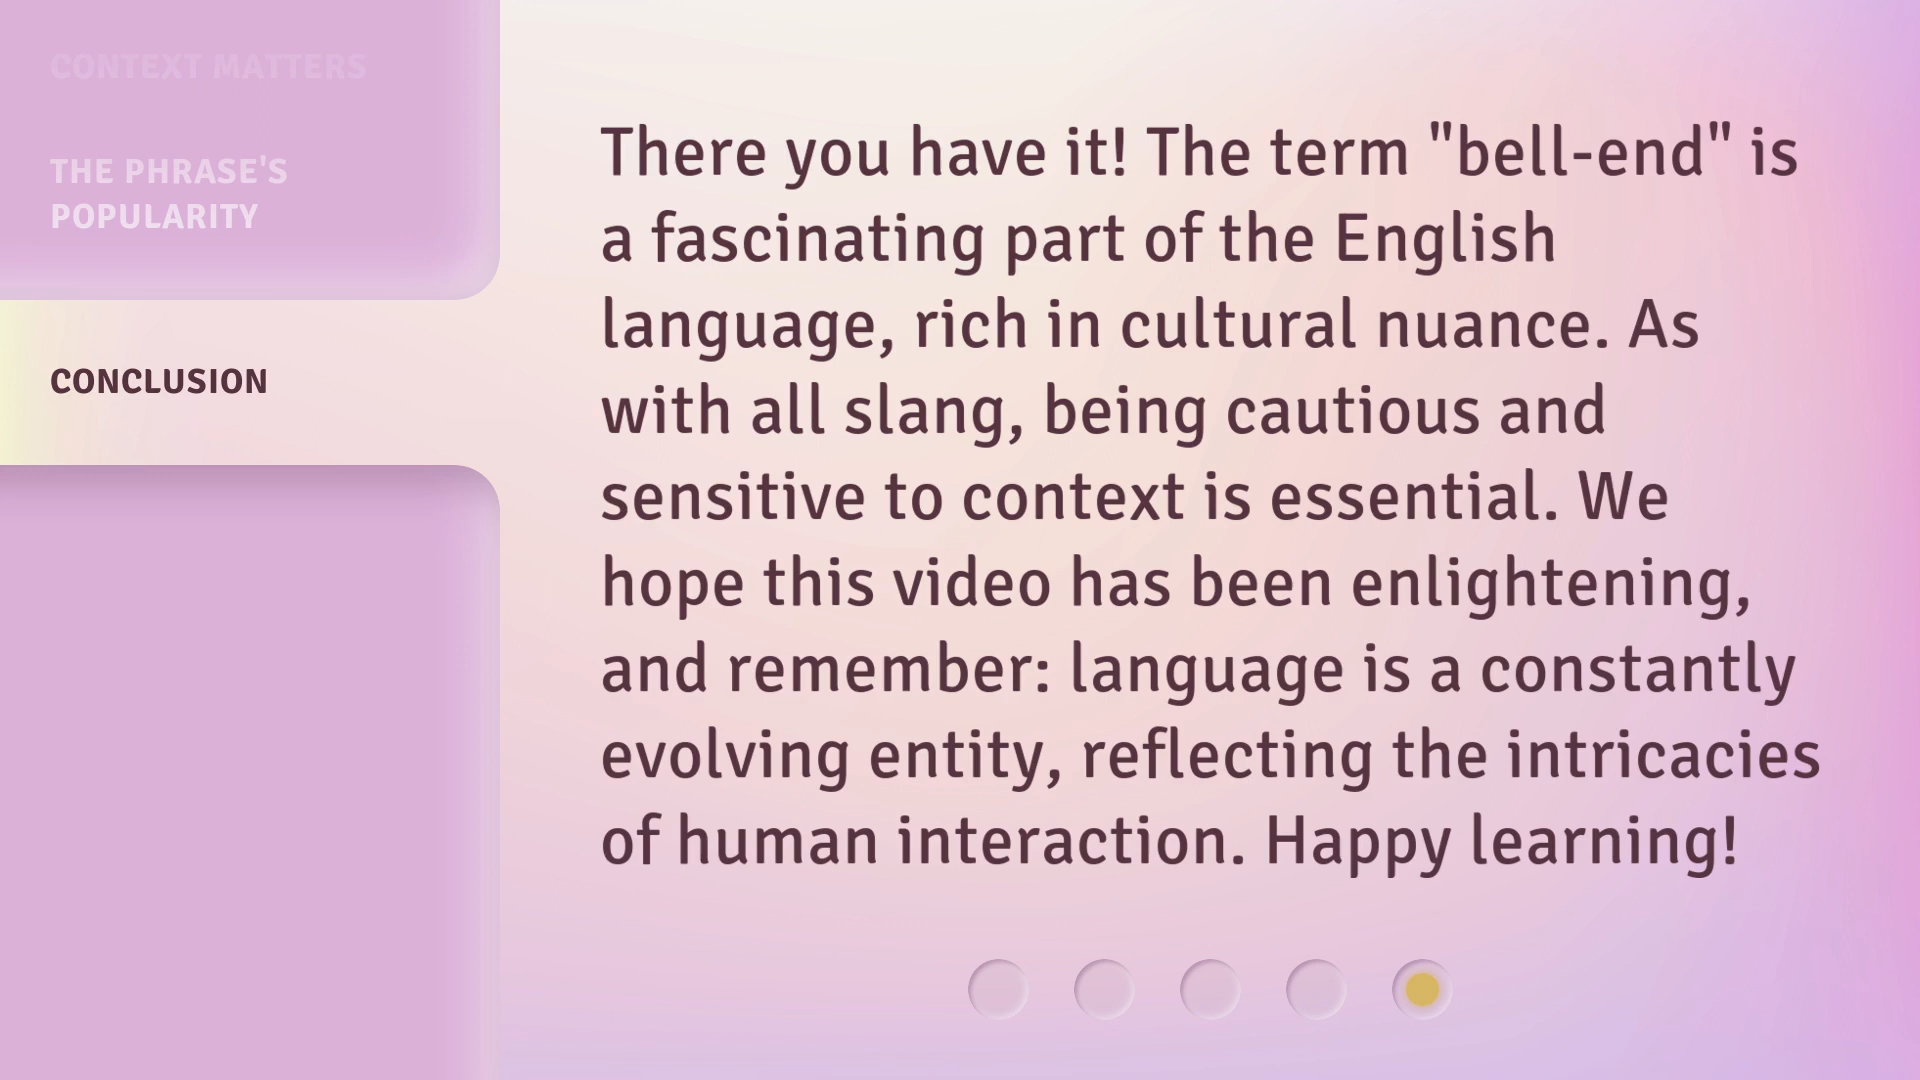 CONTEXT MATTERS
THE PHRASE'S
POPULARITY
CONCLUSION
There you have it! The term "bell-end" is
a fascinating part of the English
language, rich in cultural nuance. As
with all slang, being cautious and
sensitive to context is essential. We
hope this video has been enlightening,
and remember: language is a constantly
evolving entity, reflecting the intricacies
of human interaction. Happy learning!